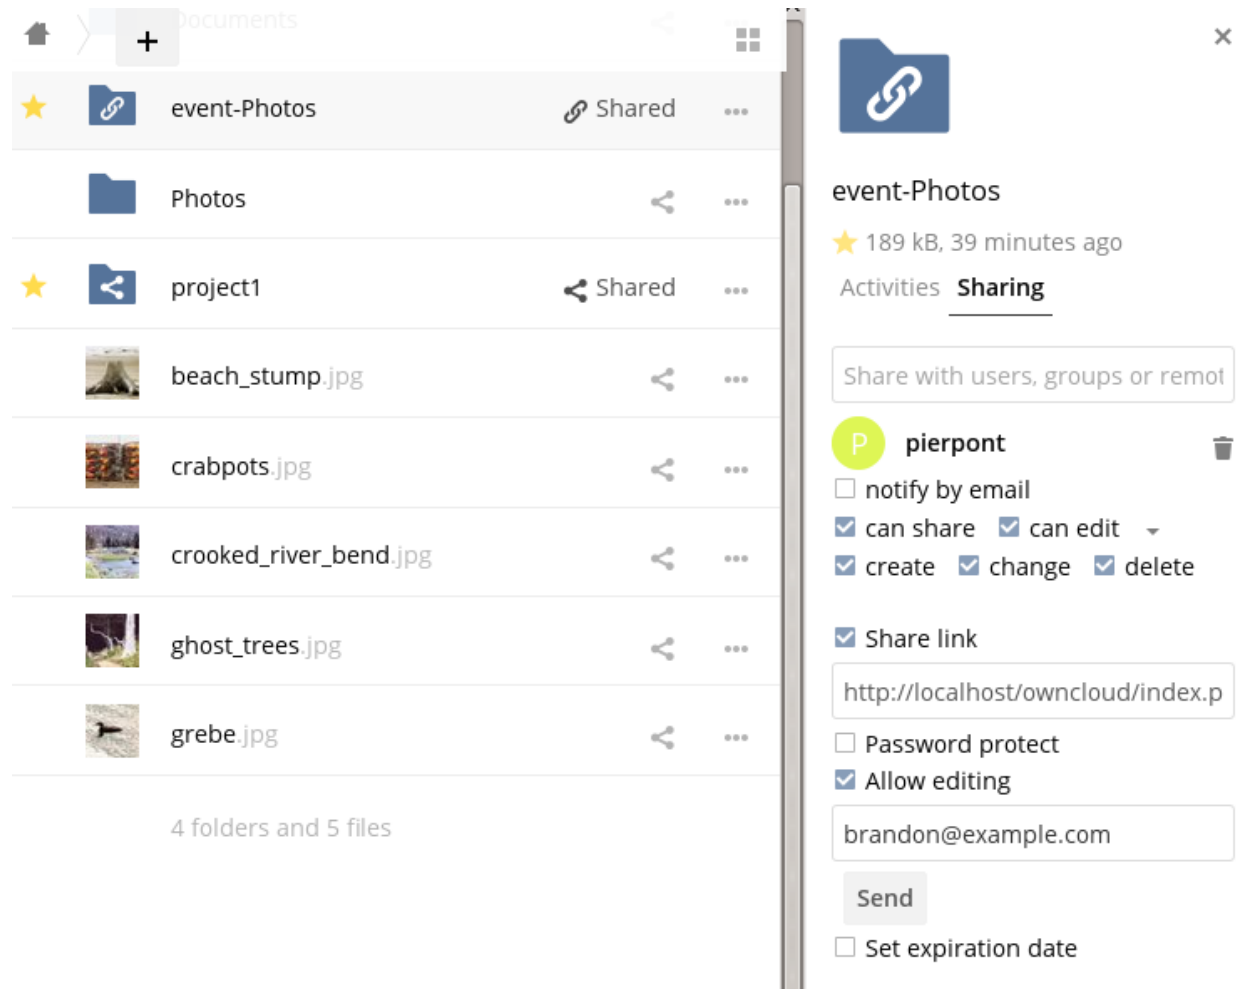 Documents
+
event-Photos Shared
Photos
project1 Shared
beach_stump.jpg
crabpots.jpg
crooked_river_bend.jpg
ghost_trees.jpg
grebe.jpg
4 folders and 5 files
event-Photos
189 kB, 39 minutes ago
Activities Sharing
Share with users, groups or remot
P pierpont
notify by email
can share can edit
create change delete
Share link
http://localhost/owncloud/index.p
Password protect
Allow editing
brandon@example.com
Send
Set expiration date